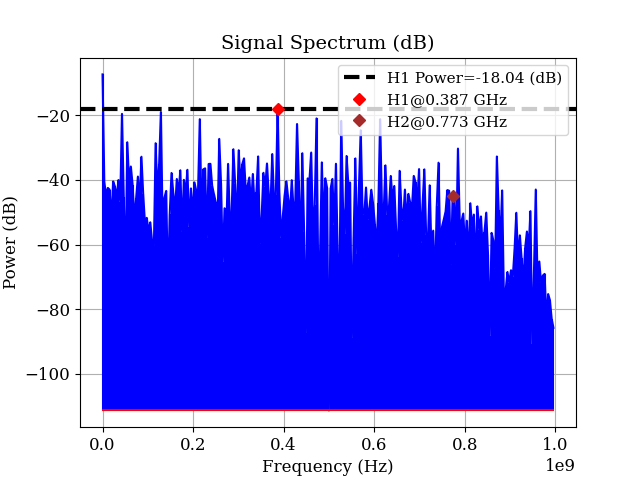 Signal Spectrum (dB)
H1 Power=-18.04 (dB)
H1@0.387 GHz
H2@0.773 GHz
Power (dB)
−20
−40
−60
−80
−100
0.0 0.2 0.4 0.6 0.8 1.0
1e9
Frequency (Hz)